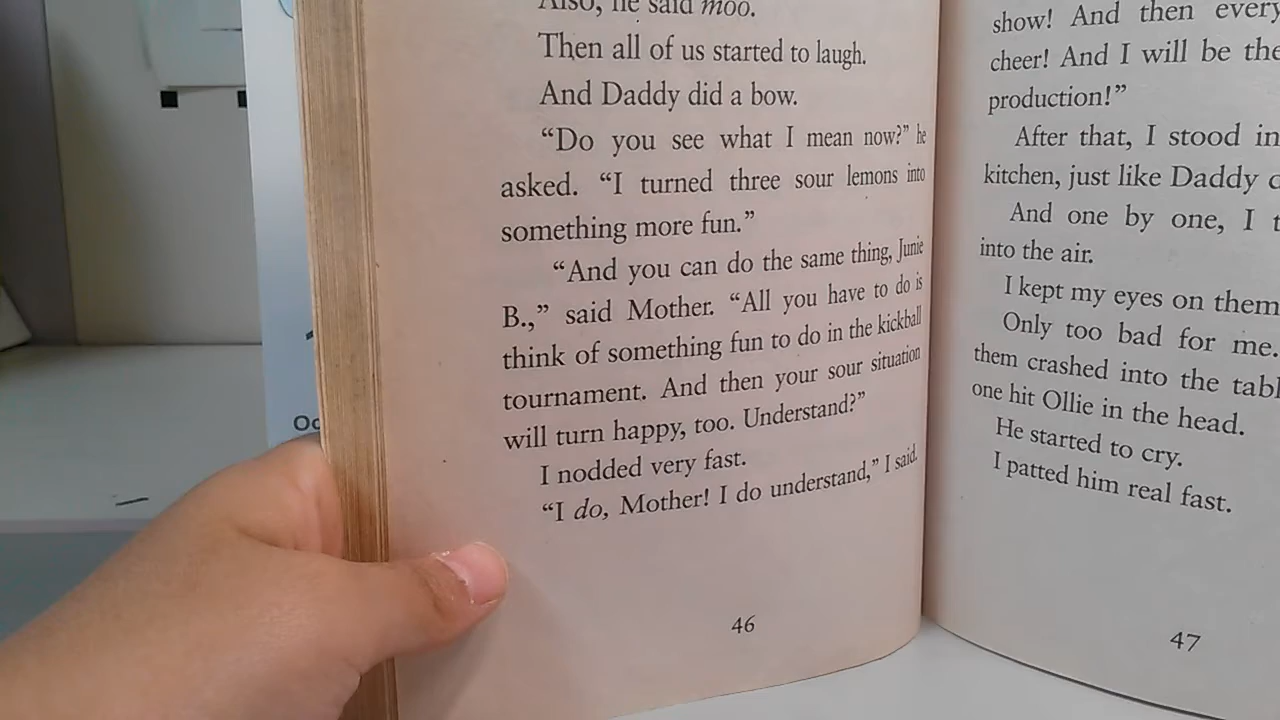 Also, he said moo.
Then all of us started to laugh.
And Daddy did a bow.
“Do you see what I mean now?” he
asked. “I turned three sour lemons into
something more fun.”
“And you can do the same thing, Junie
B.,” said Mother. “All you have to do is
think of something fun to do in the kickball
tournament. And then your sour situation
will turn happy, too. Understand?”
I nodded very fast.
“I do, Mother! I do understand,” I said.
46
show! And then every
cheer! And I will be the
production!”
After that, I stood in
kitchen, just like Daddy
And one by one, I
into the air.
I kept my eyes on them
Only too bad for me.
them crashed into the
one hit Ollie in the head.
He started to cry.
I patted him real fast.
47